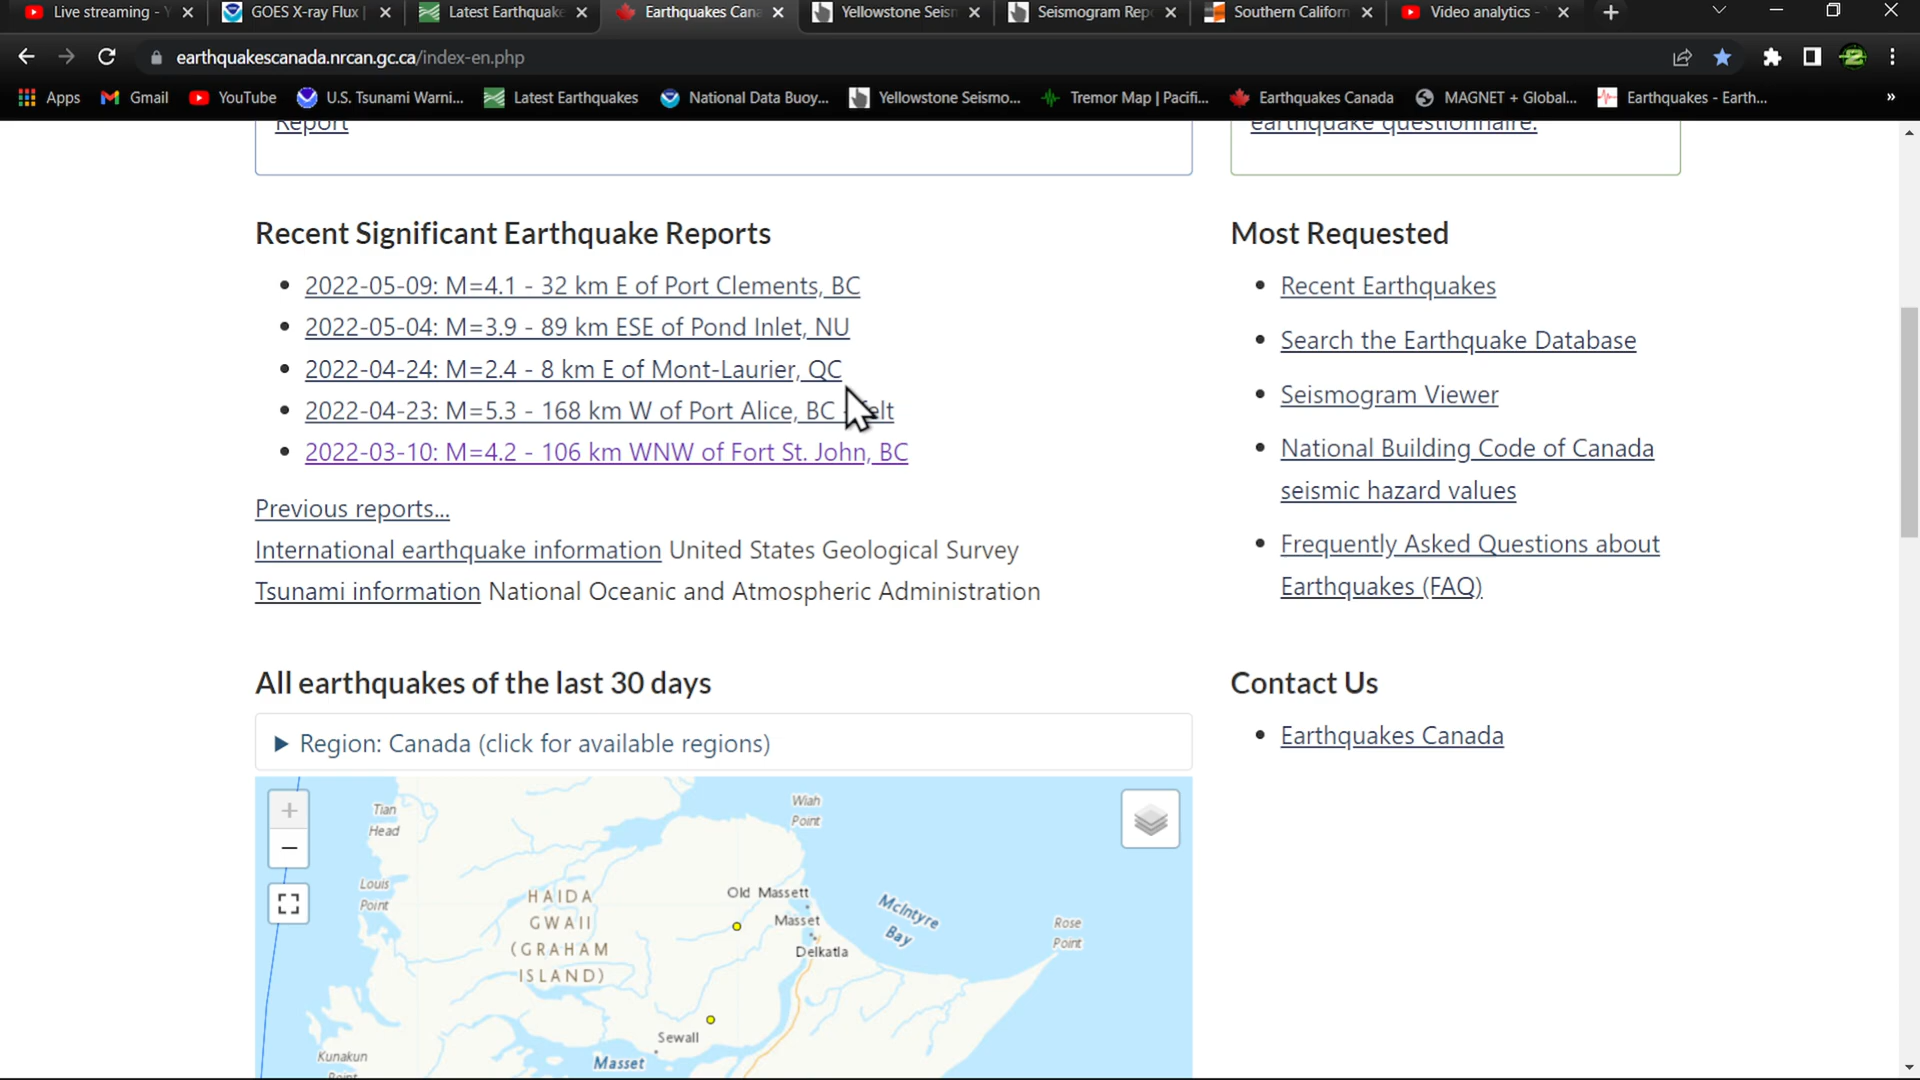 Live streaming -
GOES X-ray Flux
Latest Earthquake
Earthquakes Can
Yellowstone Seisn
Seismogram Rep
Southern Californ
Video analytics -
earthquakescanada.nrcan.gc.ca/index-en.php
Apps
Gmail
YouTube
U.S. Tsunami Warni...
Latest Earthquakes
National Data Buoy...
Yellowstone Seismo...
Tremor Map | Pacifi...
Earthquakes Canada
MAGNET + Global...
Earthquakes - Earth...
»
Report
earthquake questionnaire.
Recent Significant Earthquake Reports
2022-05-09: M=4.1 - 32 km E of Port Clements, BC
2022-05-04: M=3.9 - 89 km ESE of Pond Inlet, NU
2022-04-24: M=2.4 - 8 km E of Mont-Laurier, QC
2022-04-23: M=5.3 - 168 km W of Port Alice, BC - Felt
2022-03-10: M=4.2 - 106 km WNW of Fort St. John, BC
Previous reports...
International earthquake information United States Geological Survey
Tsunami information National Oceanic and Atmospheric Administration
Most Requested
Recent Earthquakes
Search the Earthquake Database
Seismogram Viewer
National Building Code of Canada
seismic hazard values
Frequently Asked Questions about
Earthquakes (FAQ)
All earthquakes of the last 30 days
Region: Canada (click for available regions)
Contact Us
Earthquakes Canada
+
−
Tian
Head
Wiah
Point
Louis
Point
HAIDA
GWAII
(GRAHAM
ISLAND)
Old Massett
Masset
Delkatla
McIntyre
Bay
Rose
Point
Sewall
Masset
Kunakun
Point